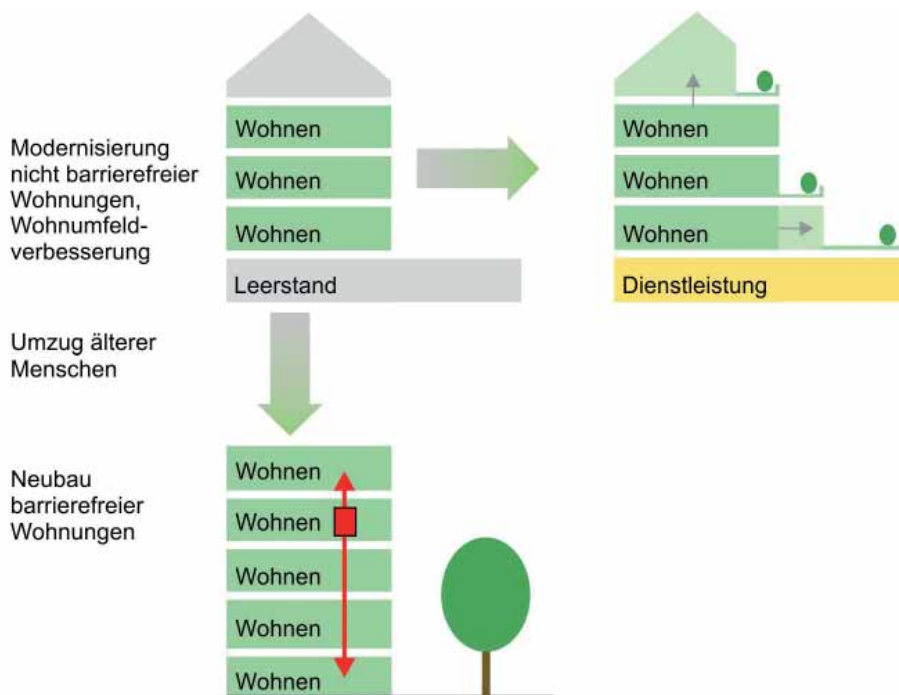 Modernisierung
nicht barrierefreier
Wohnungen,
Wohnumfeld-
verbesserung
Wohnen
Wohnen
Wohnen
Leerstand
Wohnen
Wohnen
Wohnen
Dienstleistung
Umzug älterer
Menschen
Neubau
barrierefreier
Wohnungen
Wohnen
Wohnen
Wohnen
Wohnen
Wohnen